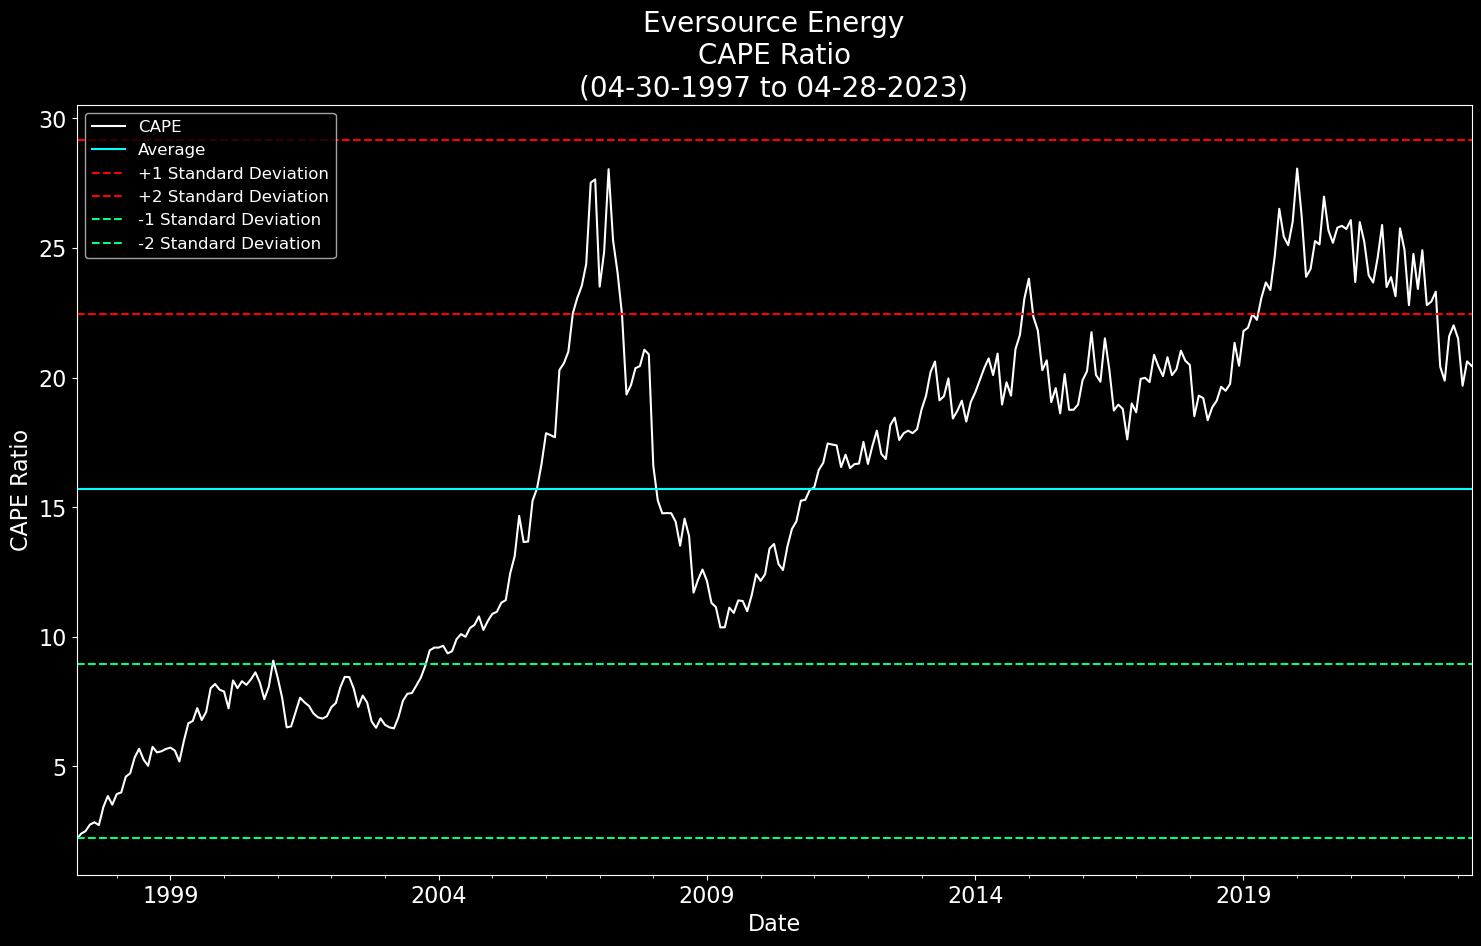 Eversource Energy
CAPE Ratio
(04-30-1997 to 04-28-2023)
CAPE
Average
+1 Standard Deviation
+2 Standard Deviation
-1 Standard Deviation
-2 Standard Deviation
30
25
20
15
10
5
CAPE Ratio
1999 2004 2009 2014 2019
Date